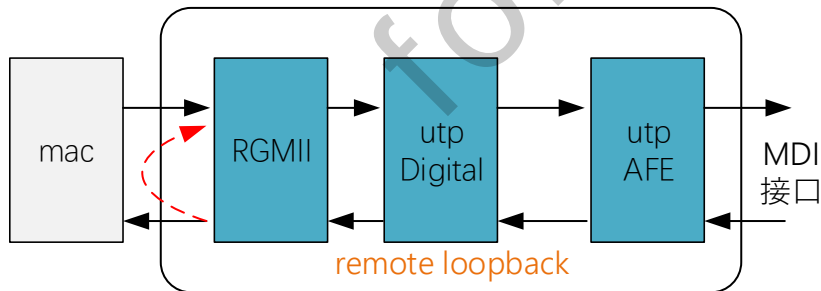 mac
RGMII
utp
Digital
utp
AFE
MDI
接口
remote loopback